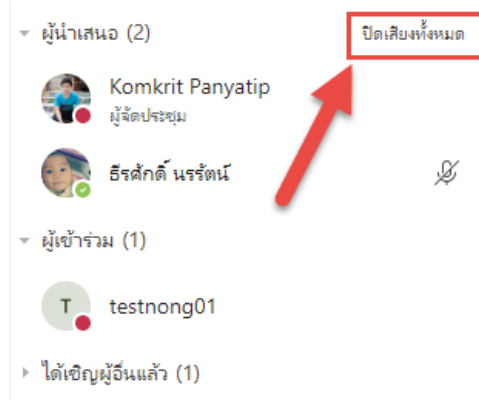 ผู้นำเสนอ (2) ปิดเสียงทั้งหมด
Komkrit Panyatip
ผู้จัดประชุม
ธีรศักดิ์ นรรัตน์
ผู้เข้าร่วม (1)
T testnong01
ได้เชิญผู้อื่นแล้ว (1)